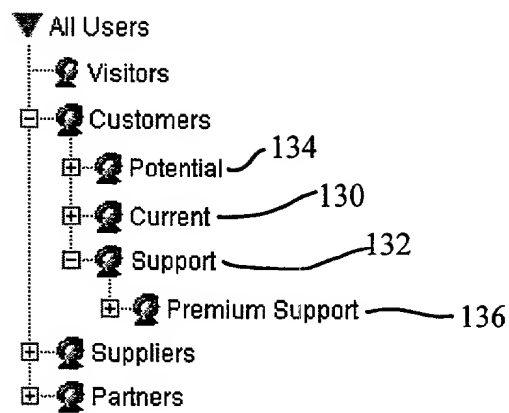 All Users
Visitors
Customers
Potential 134
Current 130
Support 132
Premium Support 136
Suppliers
Partners